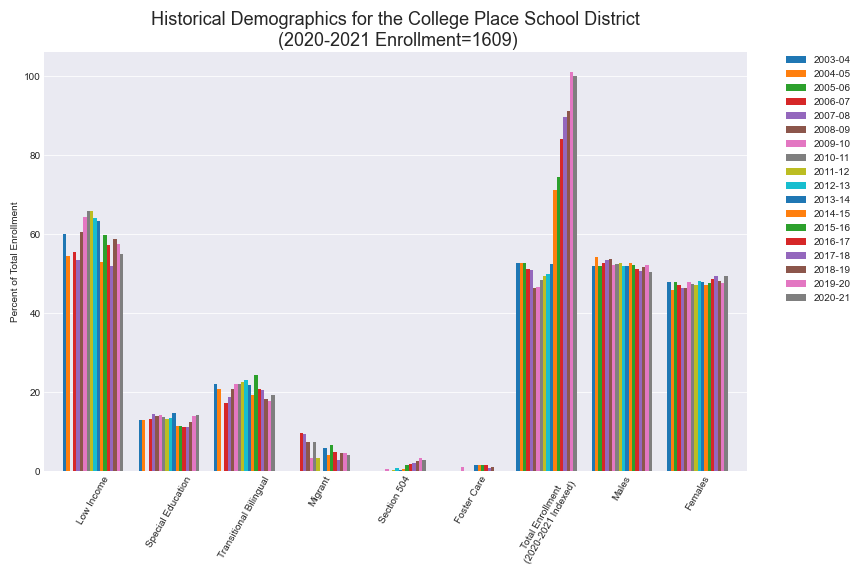 Historical Demographics for the College Place School District
(2020-2021 Enrollment=1609)
Percent of Total Enrollment
100
80
60
40
20
0
Low Income
Special Education
Transitional Bilingual
Migrant
Section 504
Foster Care
Total Enrollment
(2020-2021 Indexed)
Males
Females
2003-04
2004-05
2005-06
2006-07
2007-08
2008-09
2009-10
2010-11
2011-12
2012-13
2013-14
2014-15
2015-16
2016-17
2017-18
2018-19
2019-20
2020-21